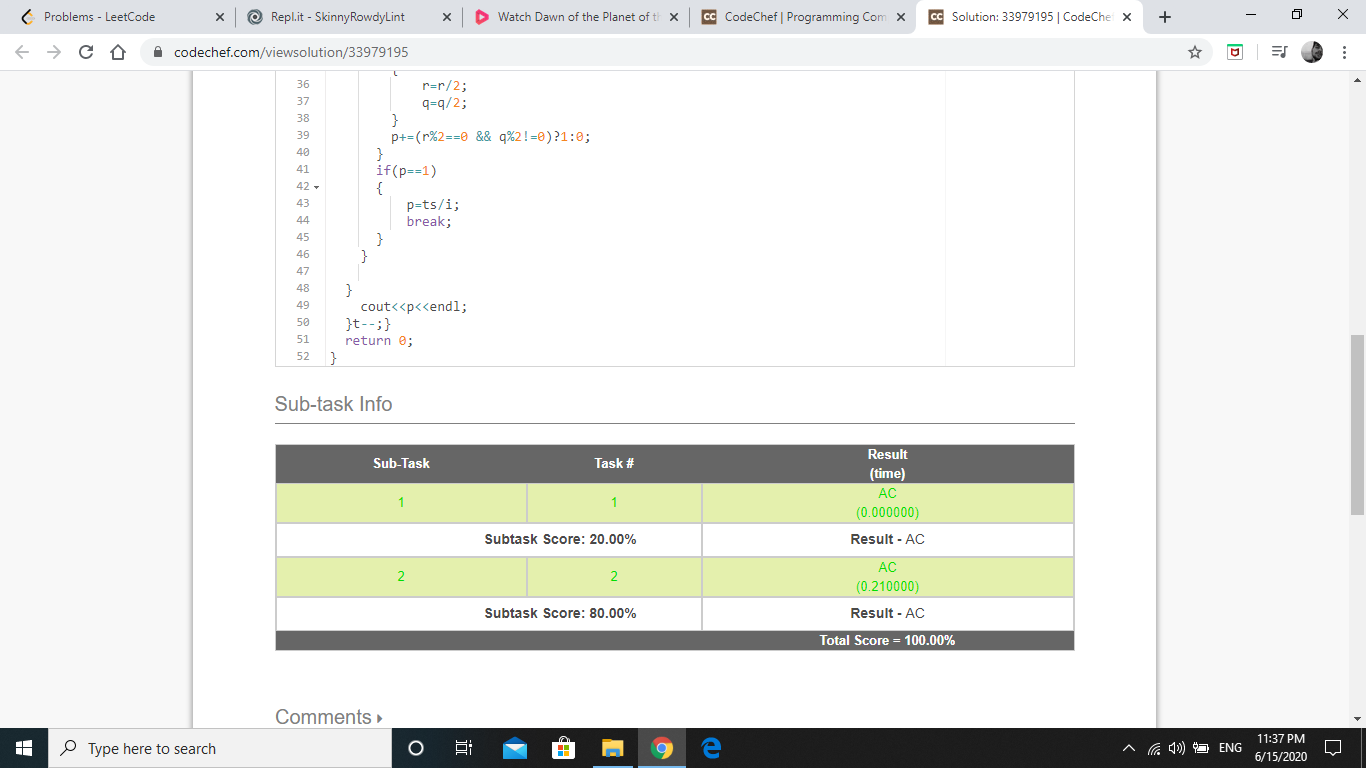 Problems - LeetCode
Repl.it - SkinnyRowdyLint
Watch Dawn of the Planet of t
CodeChef | Programming Com
Solution: 33979195 | CodeChe
codechef.com/viewsolution/33979195
{
36 r=r/2;
37 q=q/2;
38 }
39 p+=(r%2==0 && q%2!=0)?1:0;
40 }
41 if(p==1)
42 {
43 p=ts/i;
44 break;
45 }
46 }
47
48 }
49 cout<<p<<endl;
50 }t--;}
51 return 0;
52 }
Sub-task Info
Sub-Task Task # Result
(time)
1 1 AC
(0.000000)
Subtask Score: 20.00% Result - AC
2 2 AC
(0.210000)
Subtask Score: 80.00% Result - AC
Total Score = 100.00%
Comments
Type here to search
ENG
11:37 PM
6/15/2020